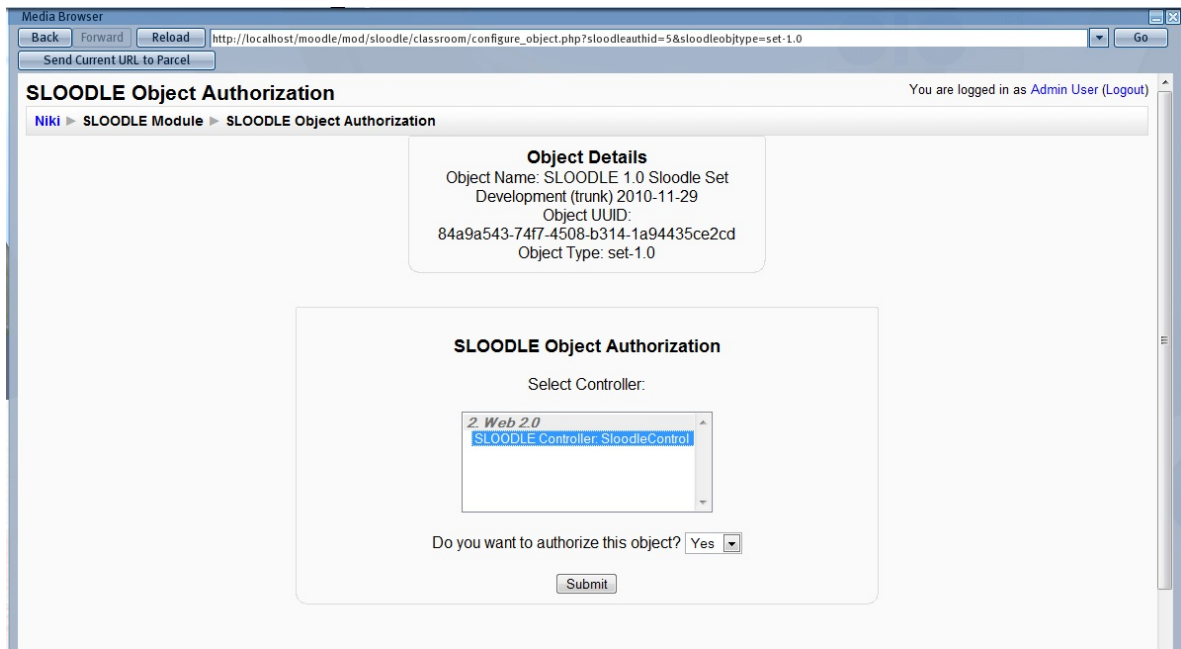 Media Browser
Back Forward Reload http://localhost/moodle/mod/sloodle/classroom/configure_object.php?sloodleauthid=5&sloodleobjtype=set-1.0 Go
Send Current URL to Parcel
SLOODLE Object Authorization
You are logged in as Admin User (Logout)
Niki ► SLOODLE Module ► SLOODLE Object Authorization
Object Details
Object Name: SLOODLE 1.0 Sloodle Set
Development (trunk) 2010-11-29
Object UUID:
84a9a543-74f7-4508-b314-1a94435ce2cd
Object Type: set-1.0
SLOODLE Object Authorization
Select Controller:
2. Web 2.0
SLOODLE Controller: SloodleControl
Do you want to authorize this object? Yes
Submit